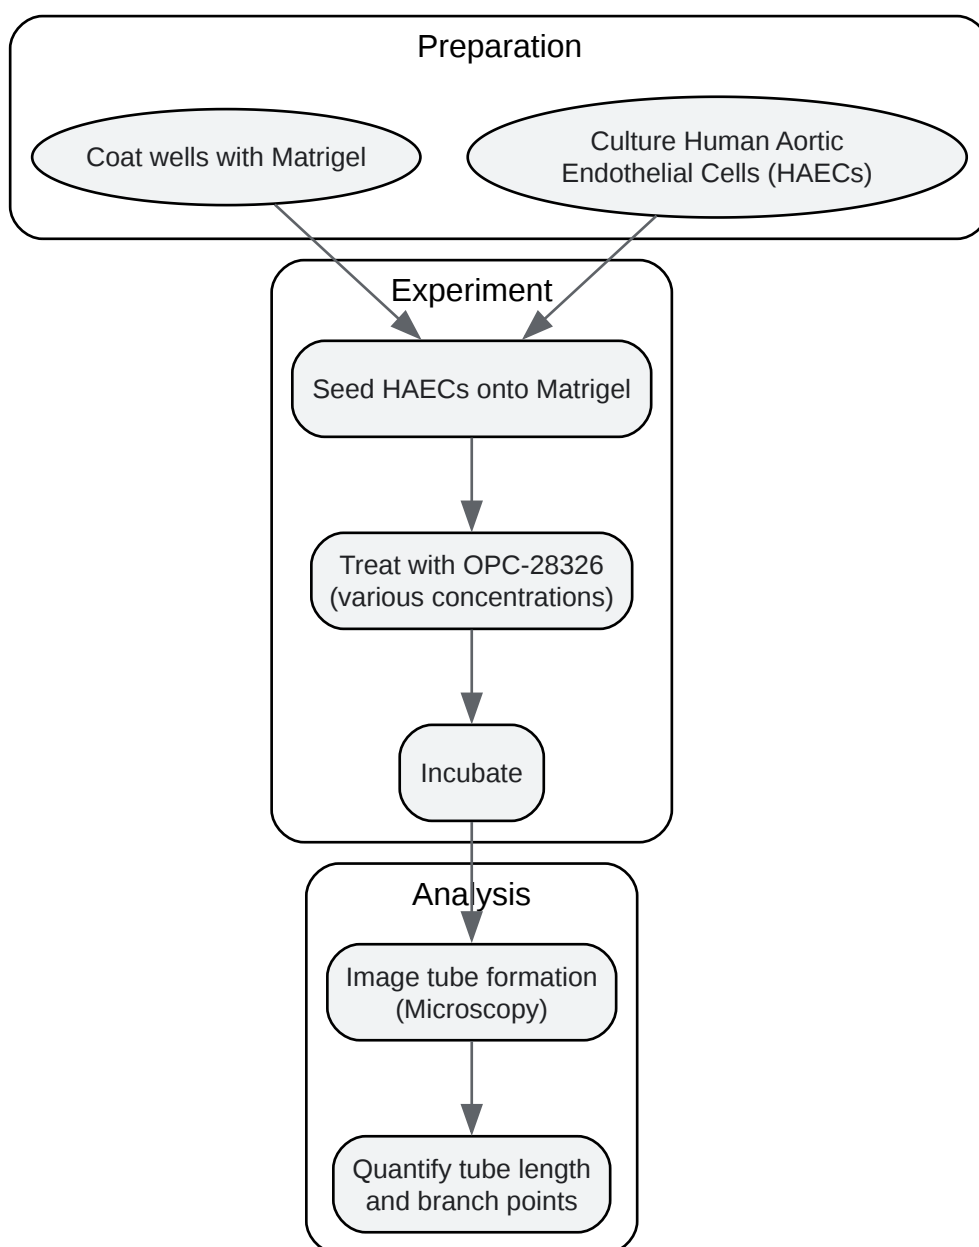 Preparation
Coat wells with Matrigel
Culture Human Aortic
Endothelial Cells (HAECs)
Experiment
Seed HAECs onto Matrigel
Treat with OPC-28326
(various concentrations)
Incubate
Analysis
Image tube formation
(Microscopy)
Quantify tube length
and branch points